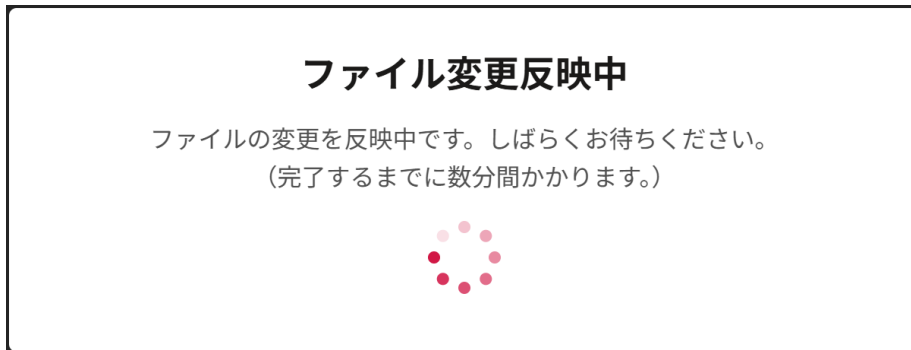 ファイル変更反映中
ファイルの変更を反映中です。しばらくお待ちください。
（完了するまでに数分間かかります。）